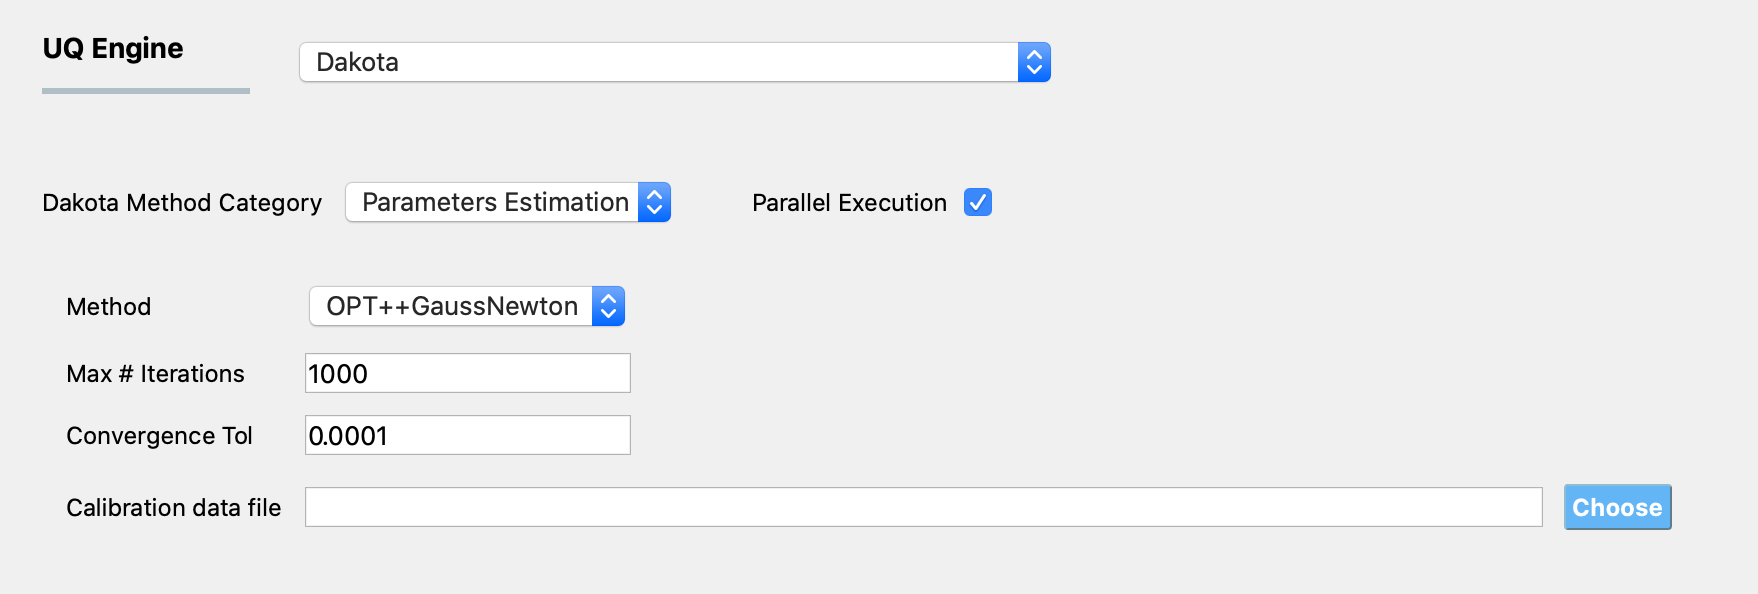 UQ Engine Dakota
Dakota Method Category Parameters Estimation Parallel Execution
Method OPT++GaussNewton
Max # Iterations 1000
Convergence Tol 0.0001
Calibration data file Choose